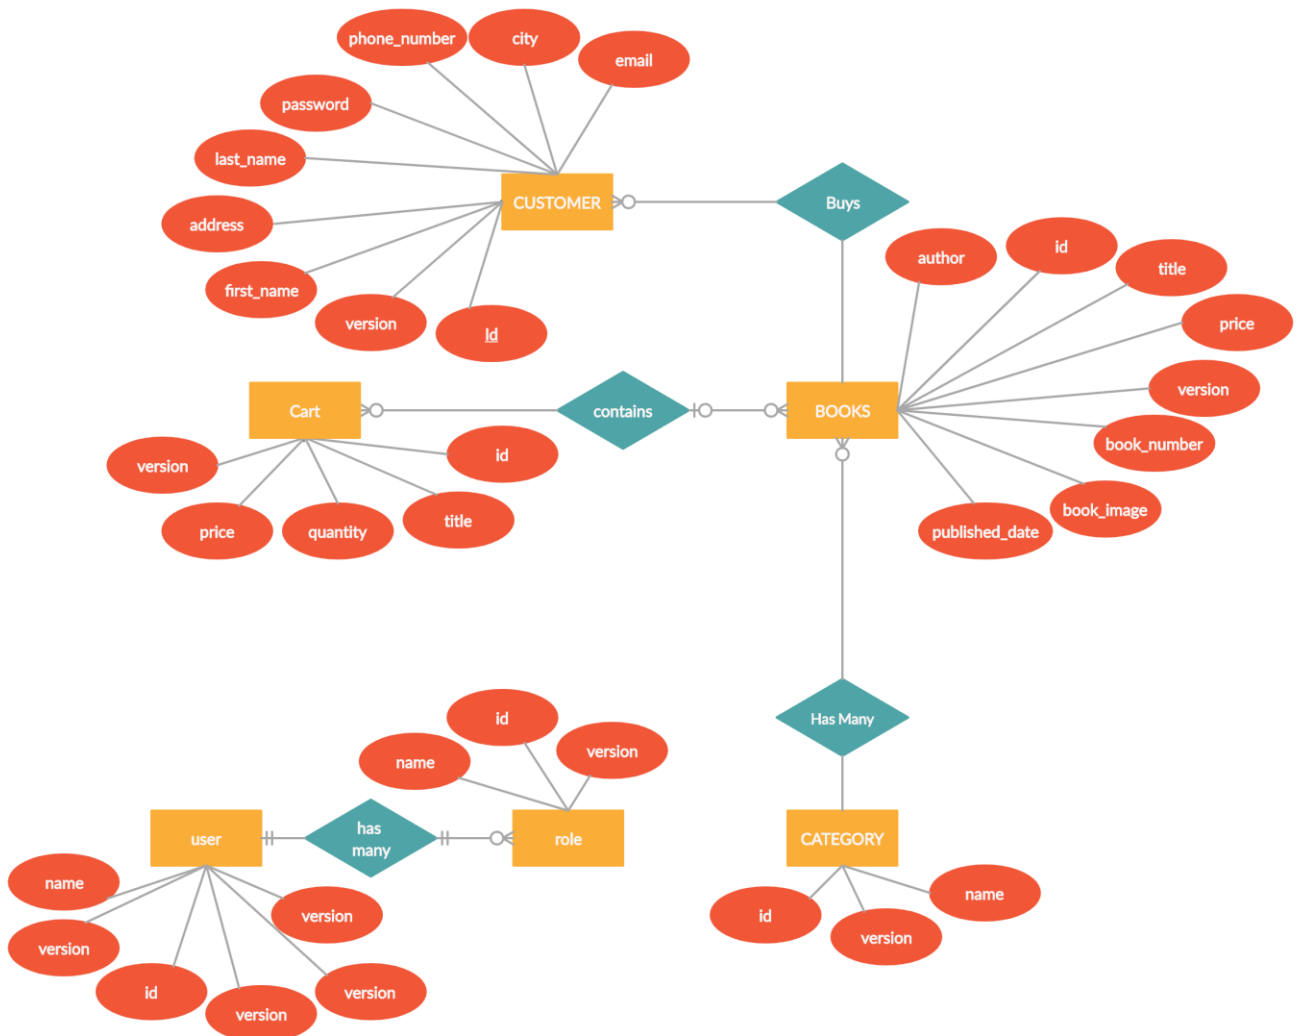 phone_number
city
email
password
last_name
CUSTOMER
Buys
address
author
id
title
first_name
version
Id
price
version
Cart
contains
BOOKS
book_number
version
id
book_image
price
quantity
title
published_date
id
name
version
Has Many
user
has
many
role
CATEGORY
name
version
version
id
version
version
id
version
name